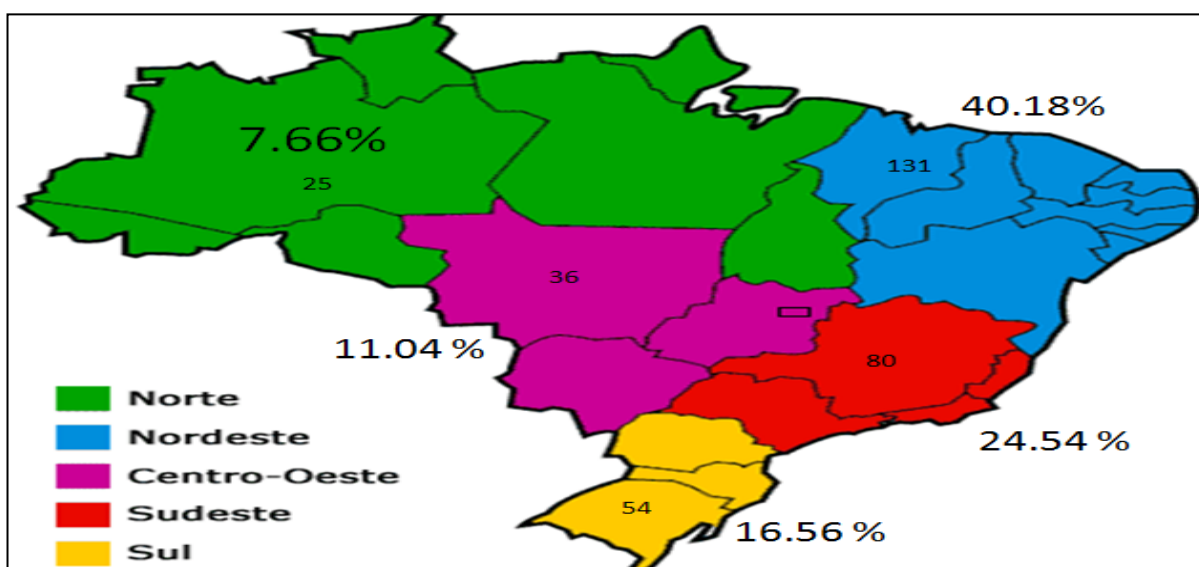 40.18%
7.66%
131
25
36
11.04 %
80
Norte
Nordeste
24.54 %
Centro-Oeste
Sudeste
54
16.56 %
Sul